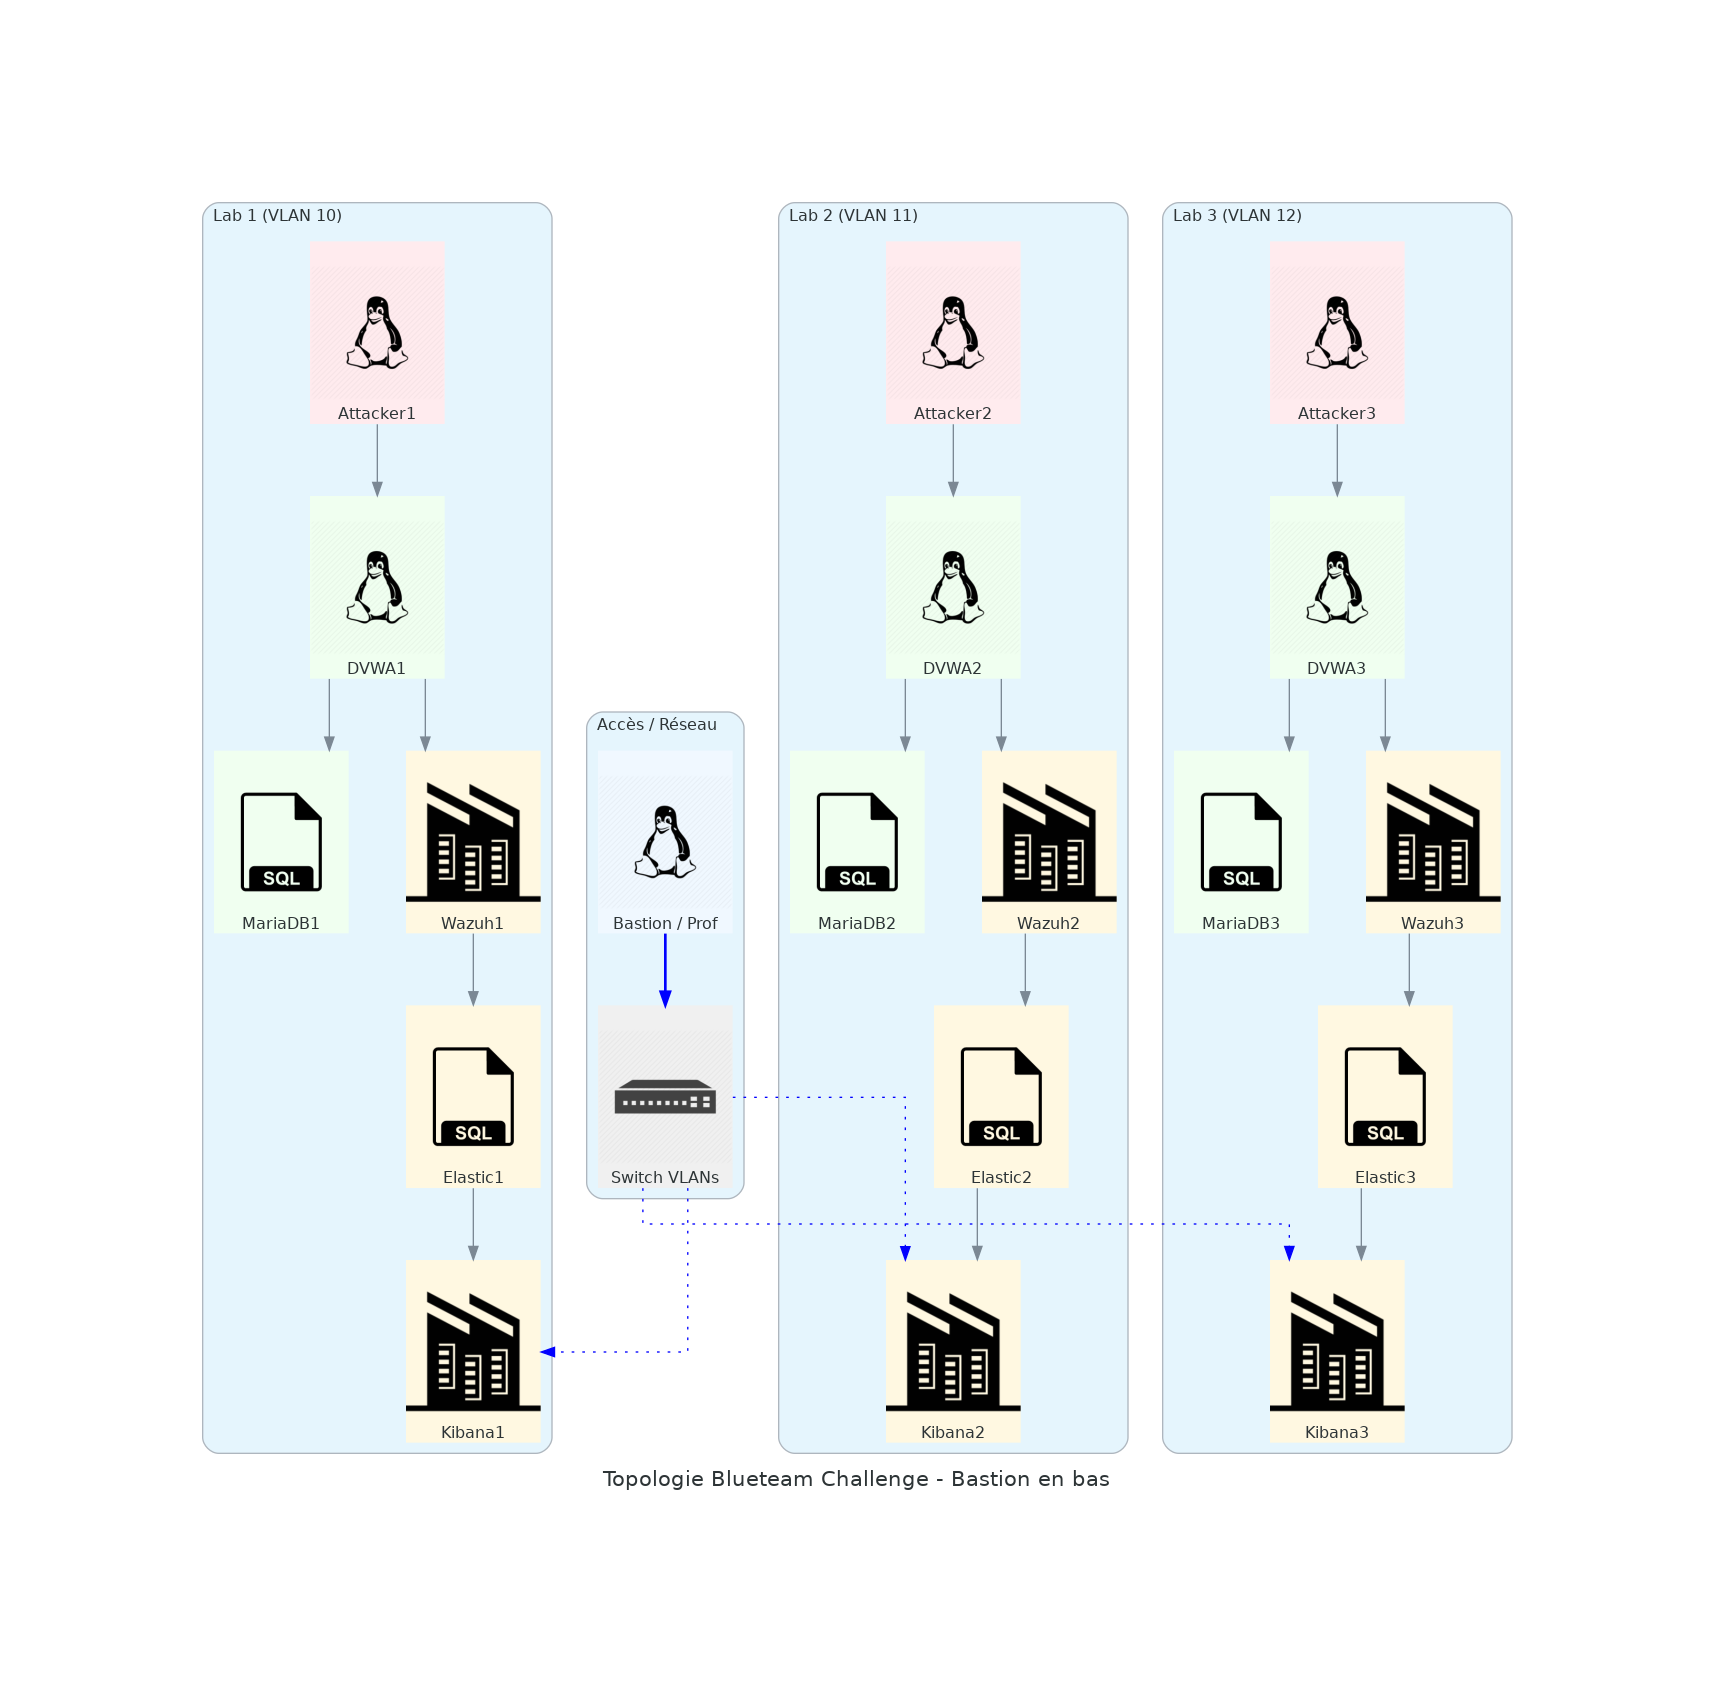 Lab 1 (VLAN 10)
Attacker1
DVWA1
SQL
MariaDB1
Wazuh1
SQL
Elastic1
Kibana1
Accès / Réseau
Bastion / Prof
Switch VLANs
Lab 2 (VLAN 11)
Attacker2
DVWA2
SQL
MariaDB2
Wazuh2
SQL
Elastic2
Kibana2
Lab 3 (VLAN 12)
Attacker3
DVWA3
SQL
MariaDB3
Wazuh3
SQL
Elastic3
Kibana3
Topologie Blueteam Challenge - Bastion en bas